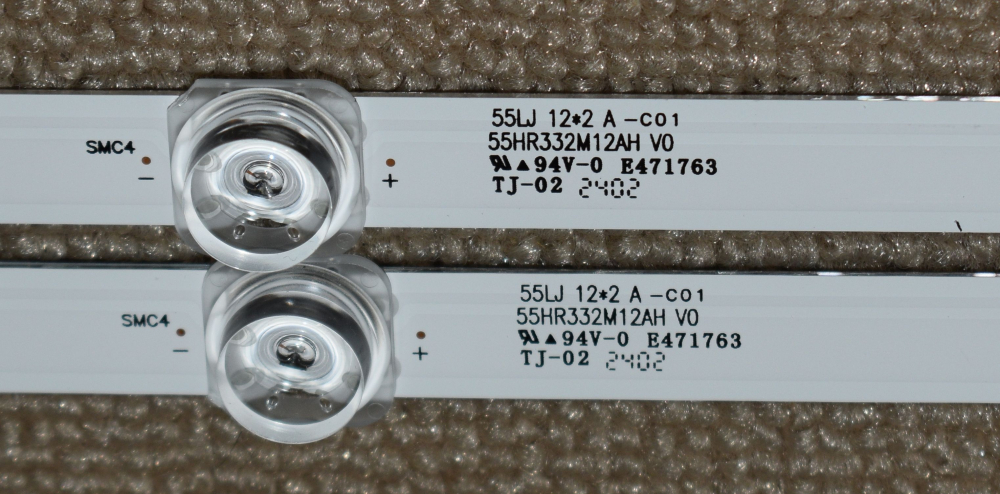 55LJ 12*2 A -C01
55HR332M12AH V0
SMC4
▲ 94V-0 E471763
- +
TJ-02 2402
55LJ 12*2 A -C01
55HR332M12AH V0
SMC4
▲ 94V-0 E471763
- +
TJ-02 2402